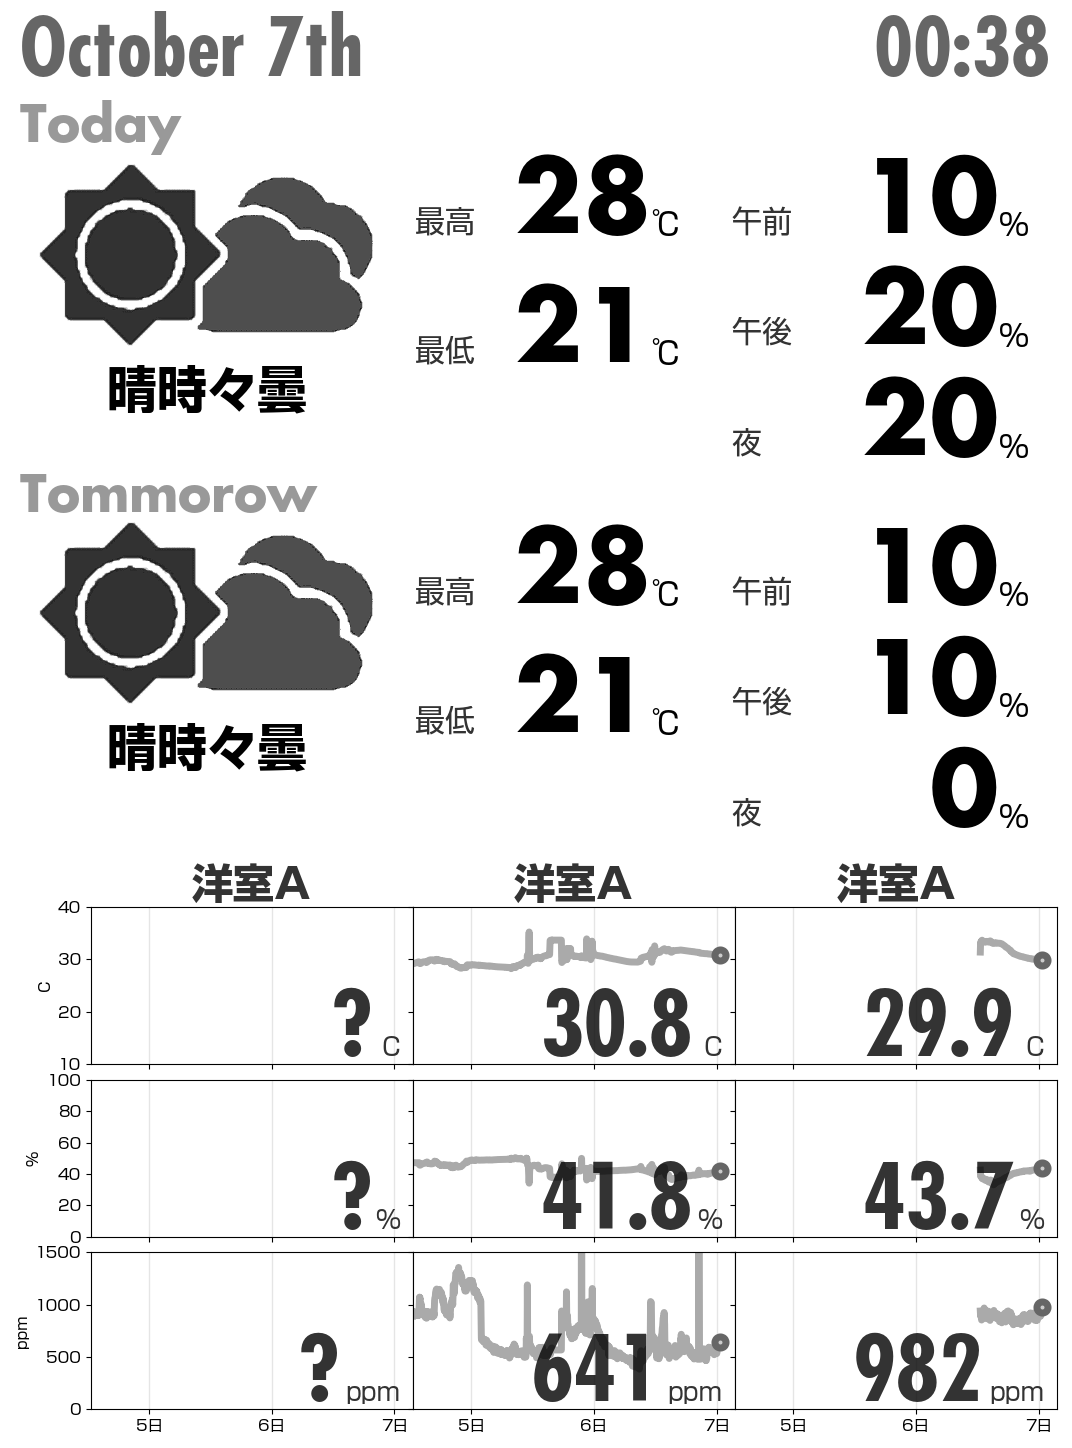 October 7th 00:38
Today
最高 28 ℃ 午前 10 %
最低 21 ℃ 午後 20 %
晴時々曇
夜 20 %
Tommorow
最高 28 ℃ 午前 10 %
最低 21 ℃ 午後 10 %
晴時々曇
夜 0 %
洋室A 洋室A 洋室A
40
30
20
10
C
? C 30.8 C 29.9 C
100
80
60
40
20
0
%
? % 41.8 % 43.7 %
1500
1000
500
0
ppm
? ppm 641 ppm 982 ppm
5日 6日 7日 5日 6日 7日 5日 6日 7日